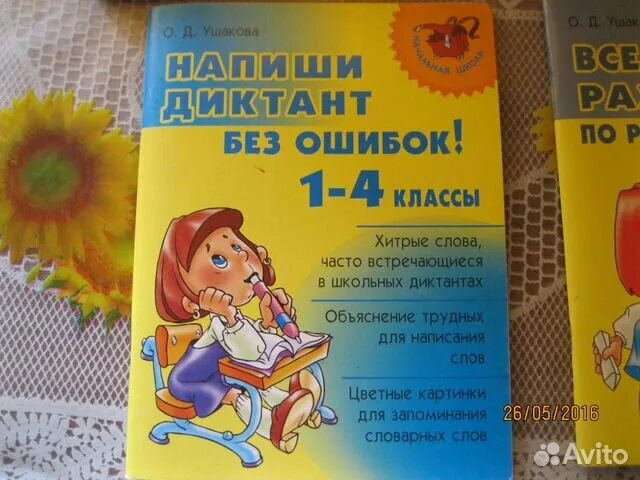 О. Д. Ушакова
НАЧАЛЬНАЯ ШКОЛА
НАПИШИ
ДИКТАНТ
БЕЗ ОШИБОК!
1-4 КЛАССЫ
Хитрые слова,
часто встречающиеся
в школьных диктантах
Объяснение трудных
для написания
слов
Цветные картинки
для запоминания
словарных слов
О. Д. Ушак
ВСЕ
РАЗ
ПО Р
26/05/2016
Avito